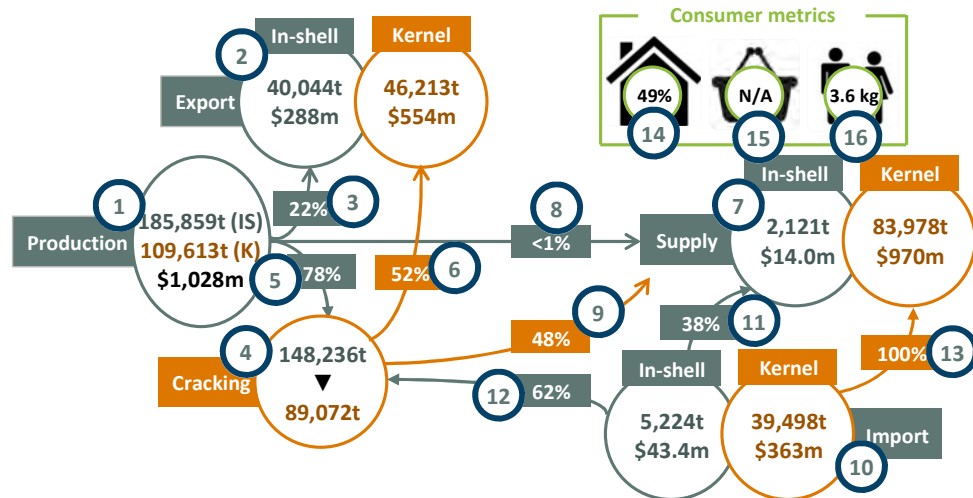 Consumer metrics
In-shell
Kernel
2
Export
40,044t
$288m
46,213t
$554m
49%
N/A
3.6 kg
14
15
16
In-shell
Kernel
1
22%
3
8
7
Production
185,859t (IS)
109,613t (K)
$1,028m
<1%
Supply
2,121t
$14.0m
83,978t
$970m
5
78%
52%
6
9
4
48%
38%
11
148,236t
▼
89,072t
Cracking
100%
13
In-shell
Kernel
12
62%
5,224t
$43.4m
39,498t
$363m
Import
10